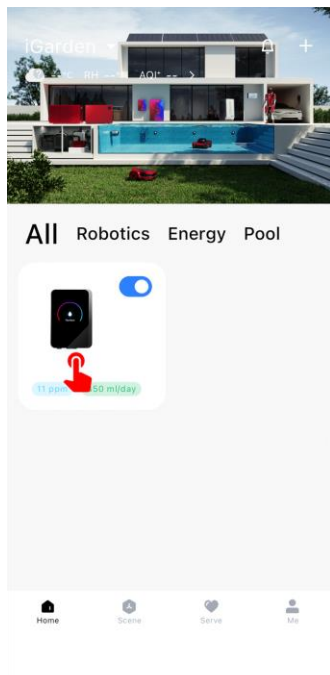 iGarden
RH -- AQI: -- >
All Robotics Energy Pool
11 ppm 50 ml/day
Home Scene Serve Me